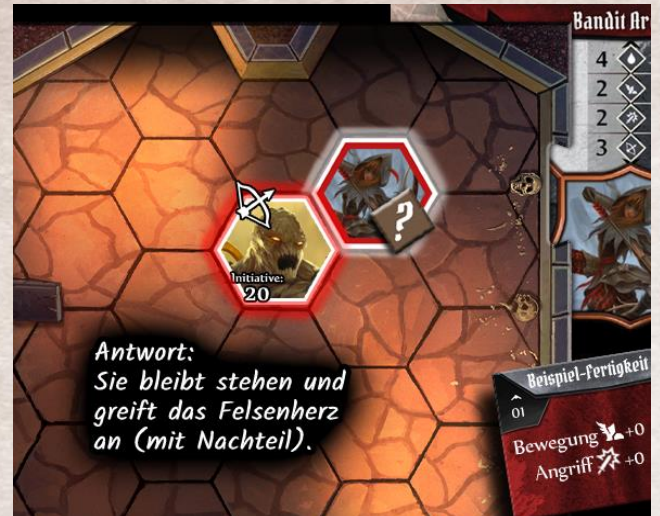 Bandit Ar
4
2
2
3
?
Initiative:
20
Antwort:
Sie bleibt stehen und
greift das Felsenherz
an (mit Nachteil).
Beispiel-Fertigkeit
01
Bewegung +0
Angriff +0